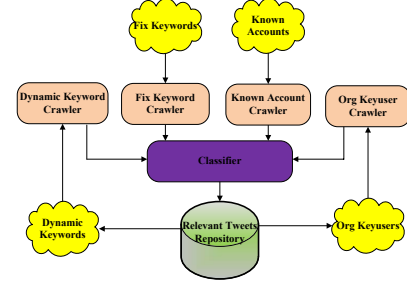 Fix Keywords
Known
Accounts
Dynamic Keyword
Crawler
Fix Keyword
Crawler
Known Account
Crawler
Org Keyuser
Crawler
Classifier
Dynamic
Keywords
Relevant Tweets
Repository
Org Keyusers